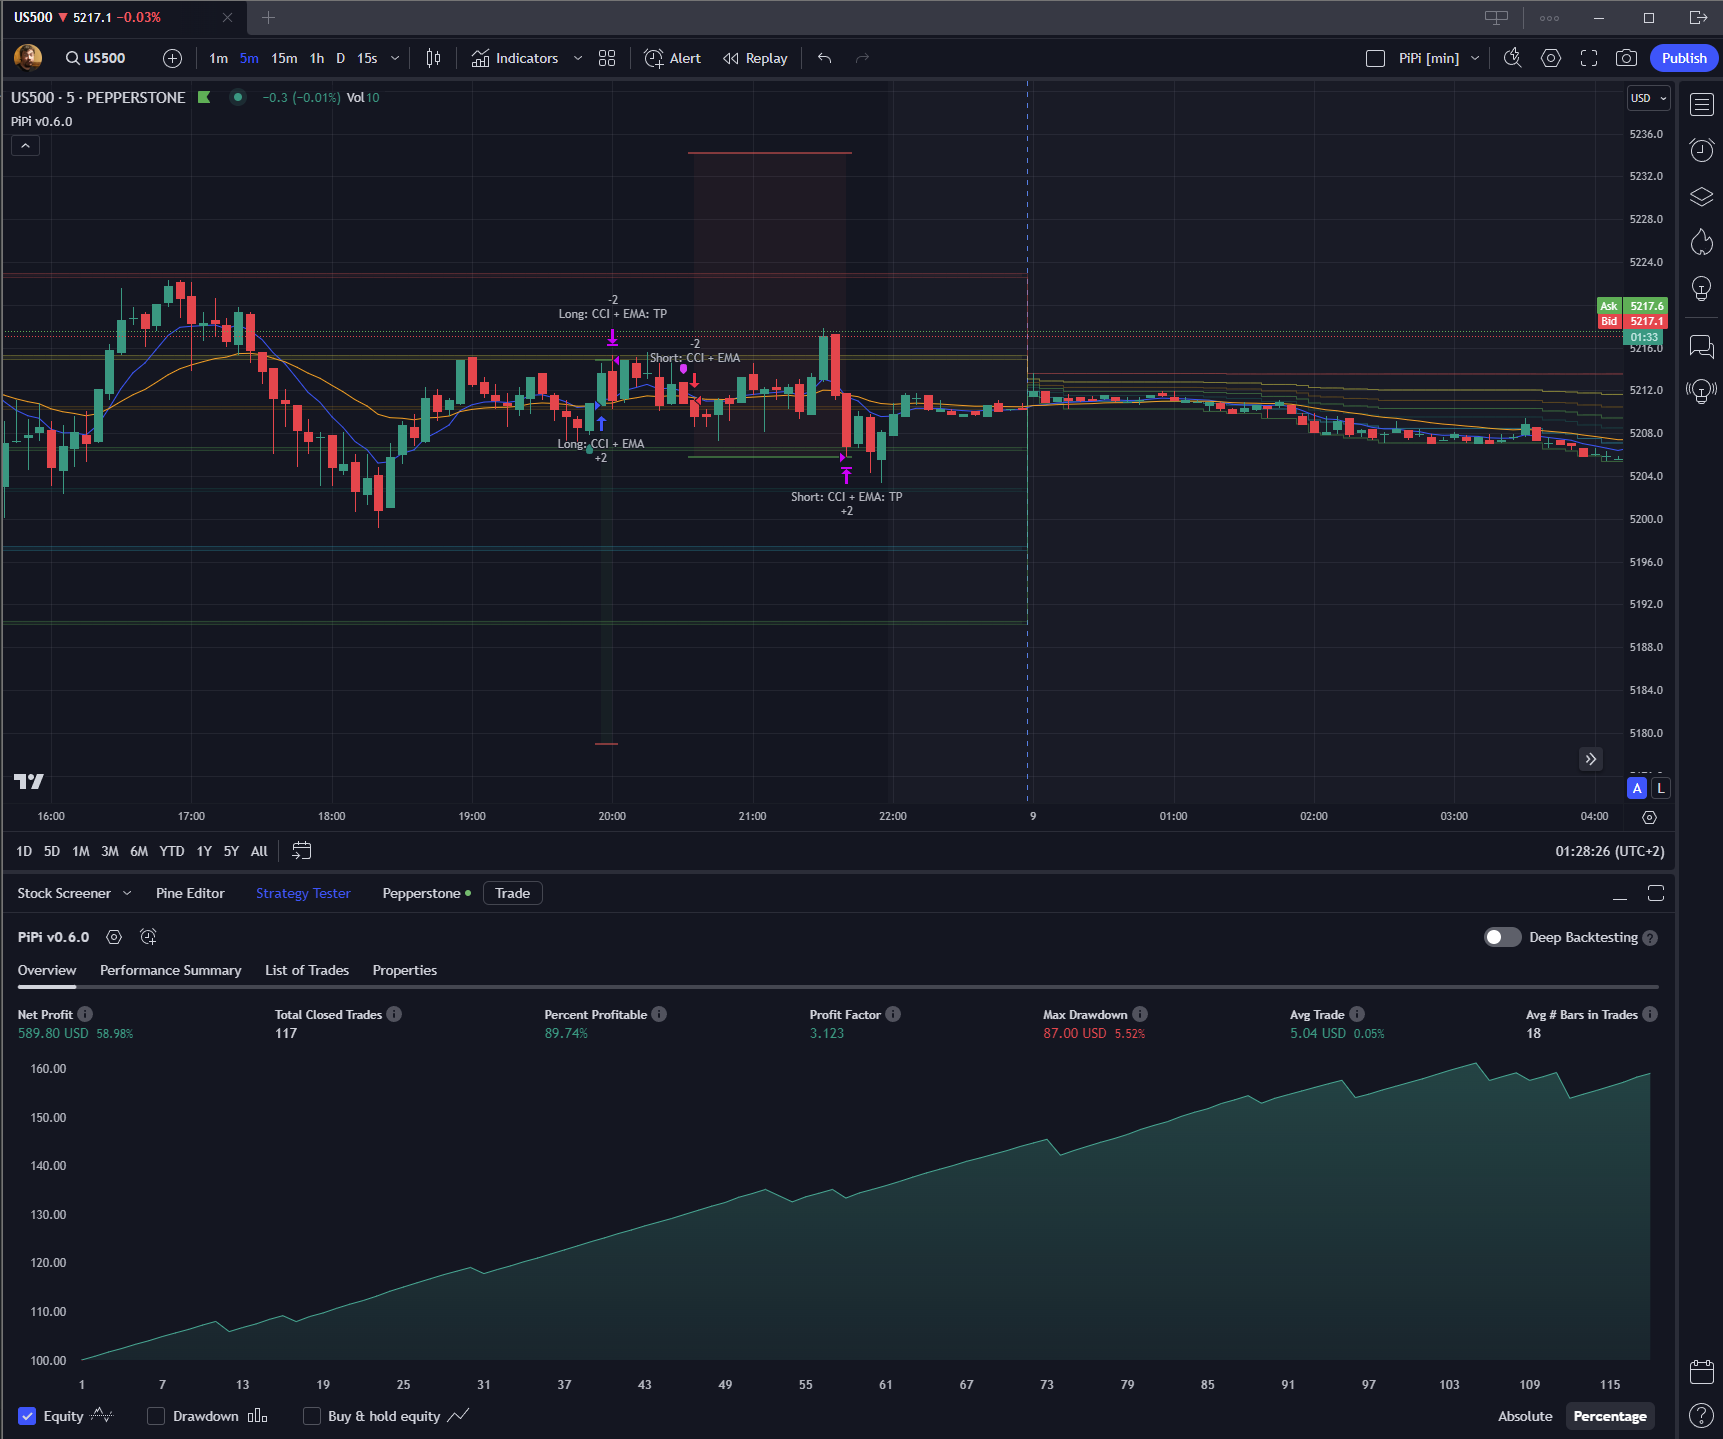 US500 ▼ 5217.1 −0.03%
US500 1m 5m 15m 1h D 15s Indicators Alert Replay PiPi [min] Publish
US500 · 5 · PEPPERSTONE −0.3 (−0.01%) Vol 10
PiPi v0.6.0
USD
5236.0
5232.0
5228.0
5224.0
Ask 5217.6
Bid 5217.1
01:33
5216.0
5212.0
5208.0
5204.0
5200.0
5196.0
5192.0
5188.0
5184.0
5180.0
-2
Long: CCI + EMA: TP
-2
Short: CCI + EMA
Long: CCI + EMA
+2
Short: CCI + EMA: TP
+2
A L
16:00 17:00 18:00 19:00 20:00 21:00 22:00 9 01:00 02:00 03:00 04:00
1D 5D 1M 3M 6M YTD 1Y 5Y All 01:28:26 (UTC+2)
Stock Screener Pine Editor Strategy Tester Pepperstone Trade
PiPi v0.6.0 Deep Backtesting ?
Overview Performance Summary List of Trades Properties
Net Profit Total Closed Trades Percent Profitable Profit Factor Max Drawdown Avg Trade Avg # Bars in Trades
589.80 USD 58.98% 117 89.74% 3.123 87.00 USD 5.52% 5.04 USD 0.05% 18
160.00
150.00
140.00
130.00
120.00
110.00
100.00
1 7 13 19 25 31 37 43 49 55 61 67 73 79 85 91 97 103 109 115
Equity Drawdown Buy & hold equity Absolute Percentage